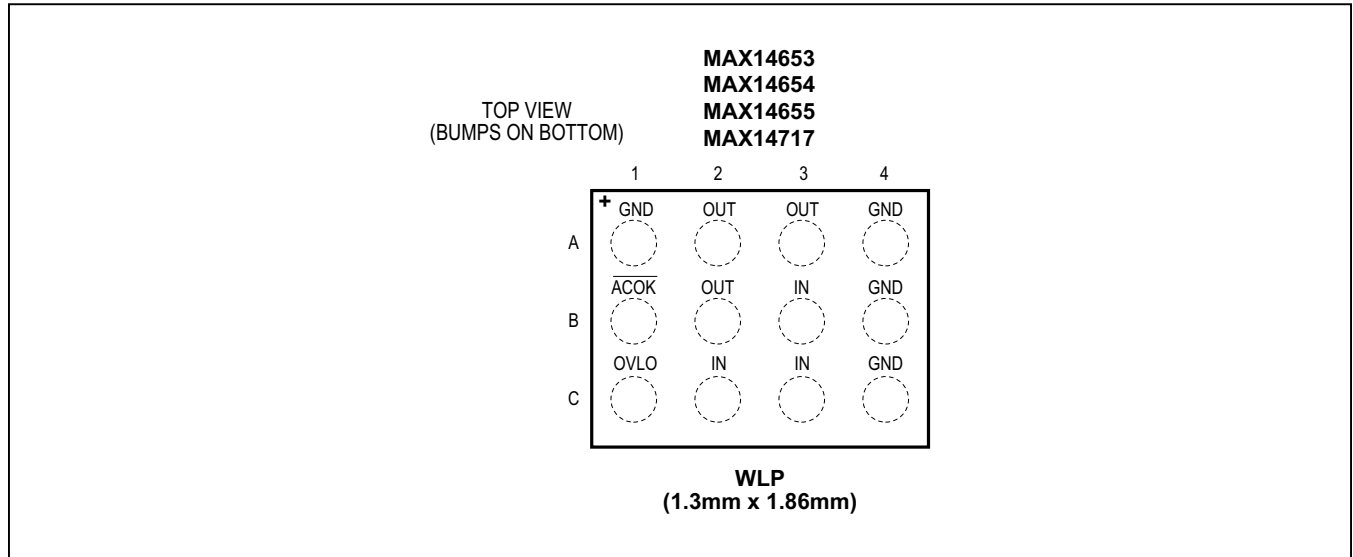 MAX14653
MAX14654
TOP VIEW MAX14655
(BUMPS ON BOTTOM) MAX14717
1 2 3 4
+ GND OUT OUT GND
A
A̅C̅O̅K̅ OUT IN GND
B
OVLO IN IN GND
C
WLP
(1.3mm x 1.86mm)